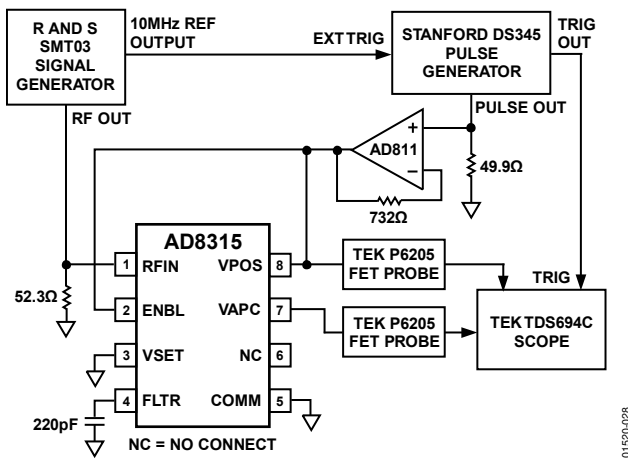 R AND S
SMT03
SIGNAL
GENERATOR
10MHz REF
OUTPUT
EXT TRIG
STANFORD DS345
PULSE
GENERATOR
TRIG
OUT
RF OUT
PULSE OUT
+
AD811
–
49.9Ω
732Ω
AD8315
1 RFIN VPOS 8
52.3Ω
2 ENBL VAPC 7
3 VSET NC 6
4 FLTR COMM 5
220pF
NC = NO CONNECT
TEK P6205
FET PROBE
TRIG
TEK P6205
FET PROBE
TEK TDS694C
SCOPE
01520-028